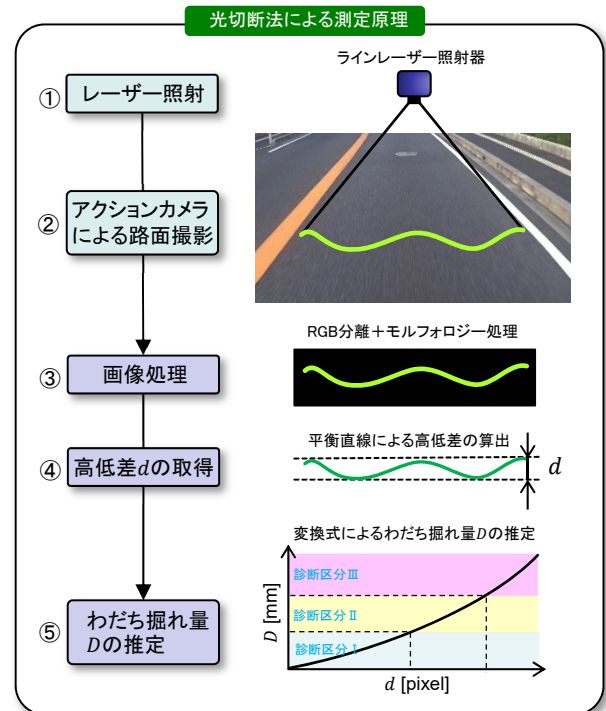 光切断法による測定原理
ラインレーザー照射器
① レーザー照射
② アクションカメラ
による路面撮影
RGB分離＋モルフォロジー処理
③ 画像処理
平衡直線による高低差の算出
④ 高低差dの取得
d
変換式によるわだち掘れ量Dの推定
診断区分Ⅲ
診断区分Ⅱ
診断区分Ⅰ
D [mm]
d [pixel]
⑤ わだち掘れ量
Dの推定